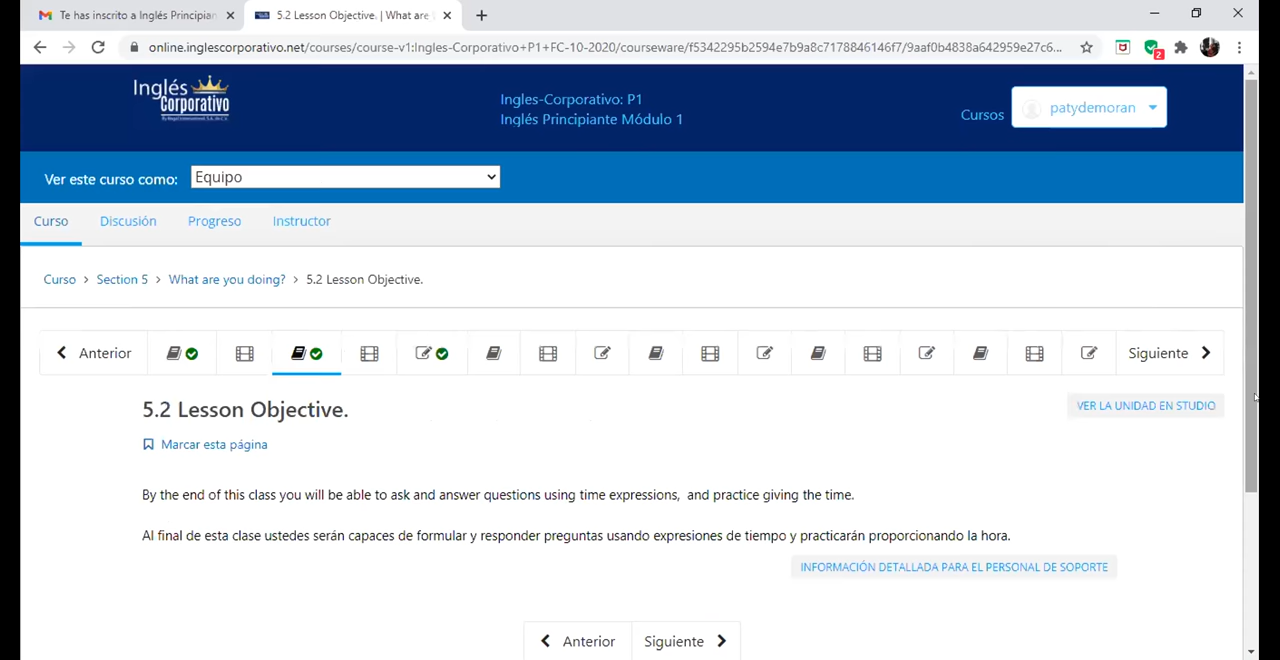 Te has inscrito a Inglés Principian
5.2 Lesson Objective. | What are
online.inglescorporativo.net/courses/course-v1:Ingles-Corporativo+P1+FC-10-2020/courseware/f5342295b2594e7b9a8c7178846146f7/9aaf0b4838a642959e27c6...
2
Inglés
Corporativo
Ingles-Corporativo: P1
Inglés Principiante Módulo 1
Cursos
patydemoran
Ver este curso como:
Equipo
Curso
Discusión
Progreso
Instructor
Curso > Section 5 > What are you doing? > 5.2 Lesson Objective.
Anterior
Siguiente
5.2 Lesson Objective.
VER LA UNIDAD EN STUDIO
Marcar esta página
By the end of this class you will be able to ask and answer questions using time expressions, and practice giving the time.
Al final de esta clase ustedes serán capaces de formular y responder preguntas usando expresiones de tiempo y practicarán proporcionando la hora.
INFORMACIÓN DETALLADA PARA EL PERSONAL DE SOPORTE
Anterior
Siguiente